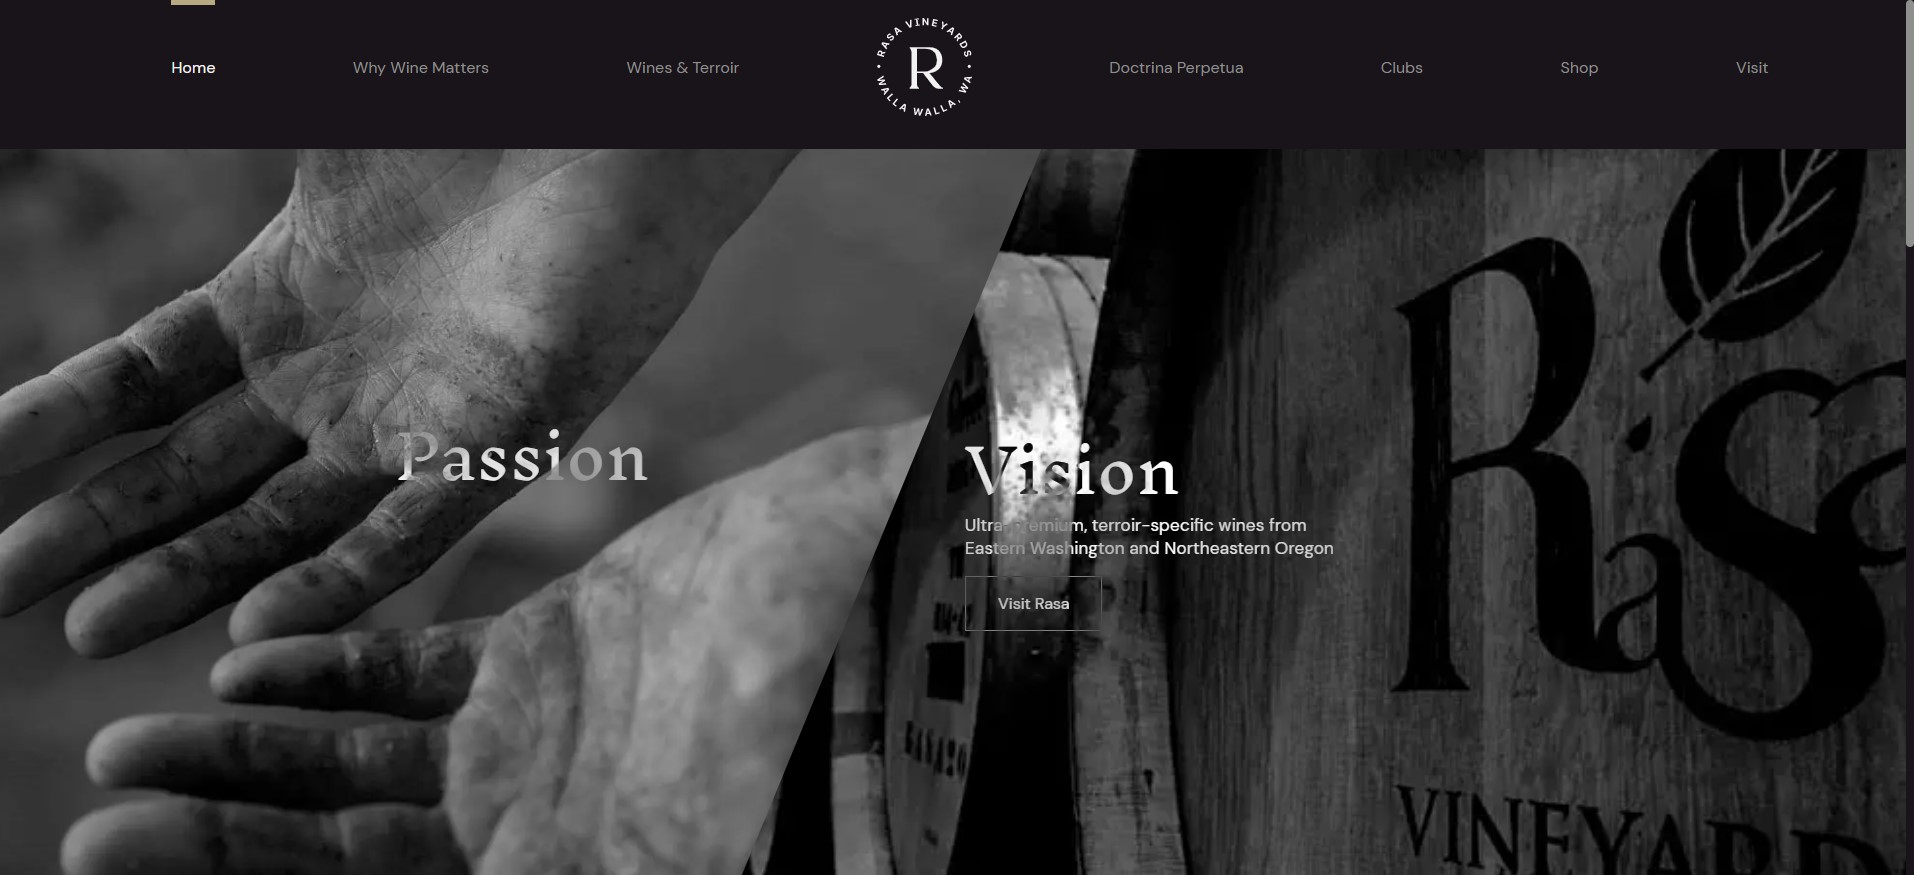 Home
Why Wine Matters
Wines & Terroir
RASA VINEYARDS • WALLA WALLA, WA •
R
Doctrina Perpetua
Clubs
Shop
Visit
Passion
Vision
Ultra-premium, terroir-specific wines from
Eastern Washington and Northeastern Oregon
Visit Rasa
RaSa
VINEYARD